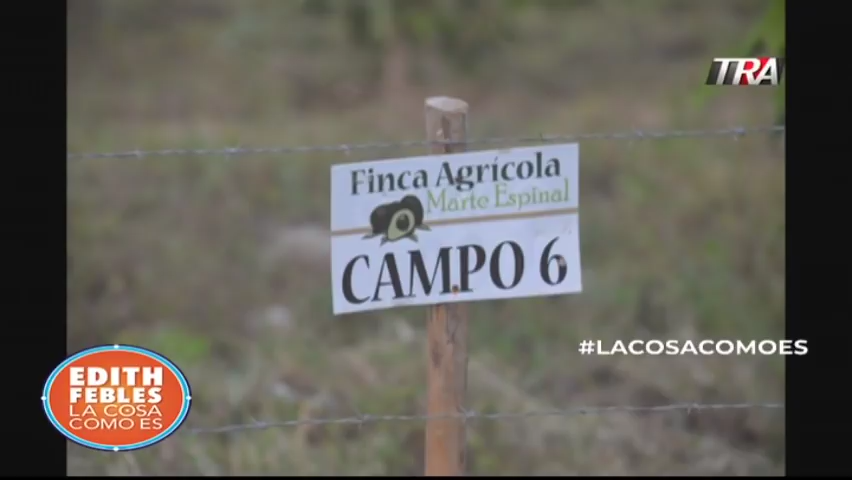 TRA
Finca Agrícola
Marte Espinal
CAMPO 6
#LACOSACOMOES
EDITH
FEBLES
LA COSA
COMO ES